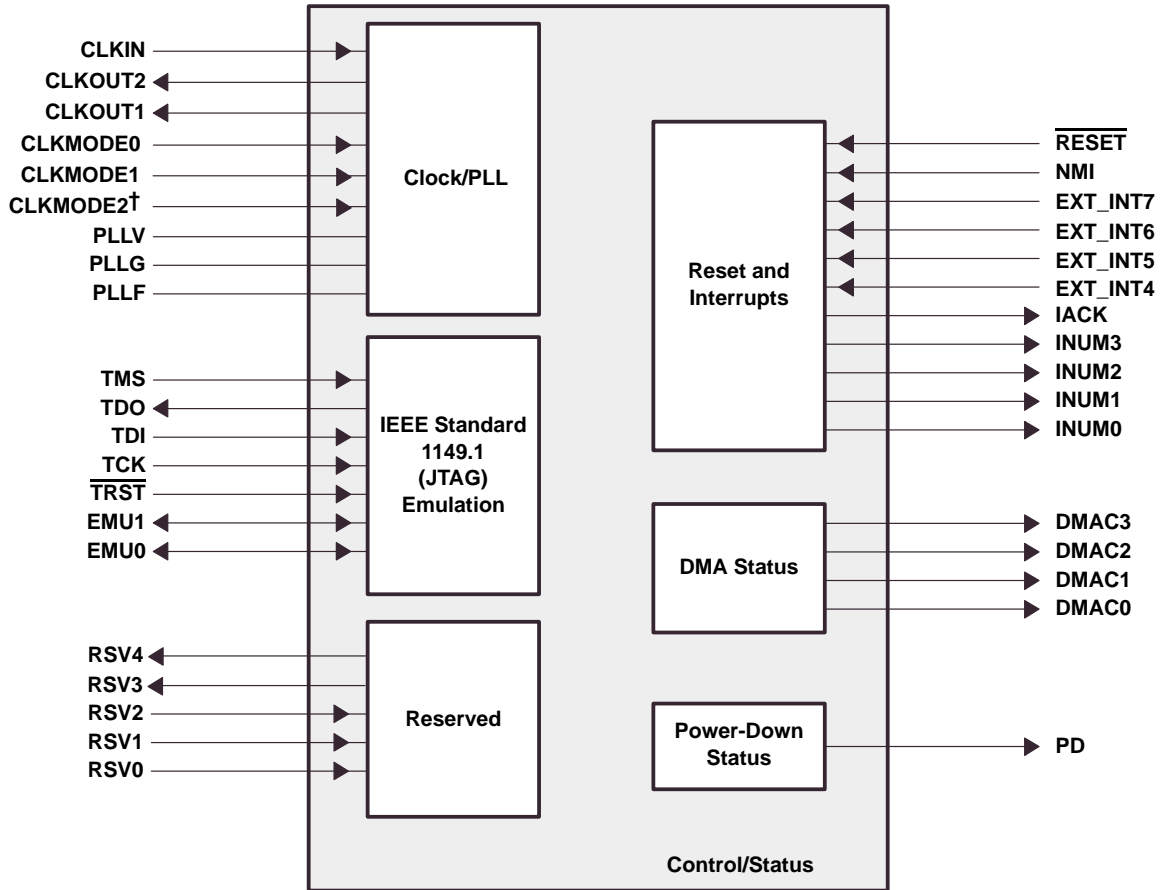 CLKIN
CLKOUT2
CLKOUT1
CLKMODE0
CLKMODE1
CLKMODE2†
PLLV
PLLG
PLLF
Clock/PLL
TMS
TDO
TDI
TCK
TRST
EMU1
EMU0
IEEE Standard
1149.1
(JTAG)
Emulation
RSV4
RSV3
RSV2
RSV1
RSV0
Reserved
Reset and
Interrupts
RESET
NMI
EXT_INT7
EXT_INT6
EXT_INT5
EXT_INT4
IACK
INUM3
INUM2
INUM1
INUM0
DMA Status
DMAC3
DMAC2
DMAC1
DMAC0
Power-Down
Status
PD
Control/Status